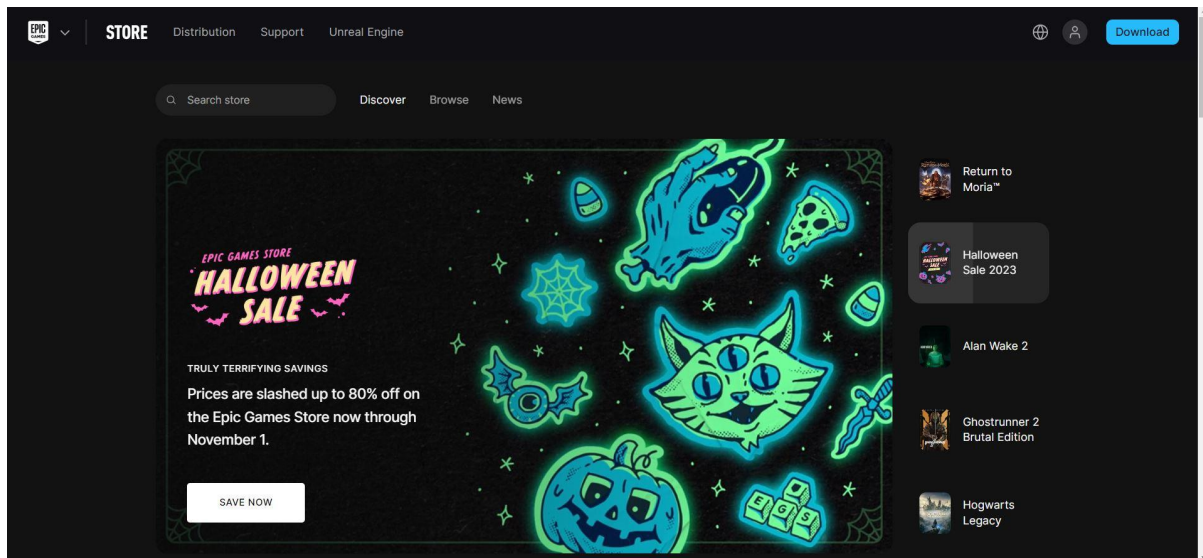 EPIC
GAMES
STORE
Distribution
Support
Unreal Engine
Download
Search store
Discover
Browse
News
EPIC GAMES STORE
HALLOWEEN
SALE
TRULY TERRIFYING SAVINGS
Prices are slashed up to 80% off on
the Epic Games Store now through
November 1.
SAVE NOW
E G S
Return to
Moria™
Halloween
Sale 2023
Alan Wake 2
Ghostrunner 2
Brutal Edition
Hogwarts
Legacy